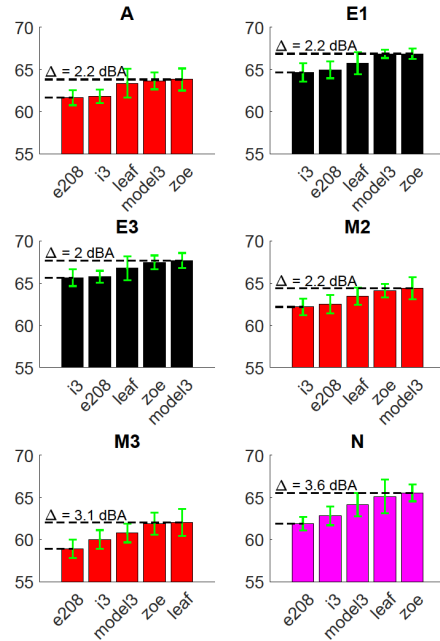 A
70
65
60
55
Δ = 2.2 dBA
e208
i3
leaf
model3
zoe
E1
70
65
60
55
Δ = 2.2 dBA
i3
e208
leaf
model3
zoe
E3
70
65
60
55
Δ = 2 dBA
i3
e208
leaf
zoe
model3
M2
70
65
60
55
Δ = 2.2 dBA
i3
e208
leaf
zoe
model3
M3
70
65
60
55
Δ = 3.1 dBA
e208
i3
model3
zoe
leaf
N
70
65
60
55
Δ = 3.6 dBA
e208
i3
model3
leaf
zoe